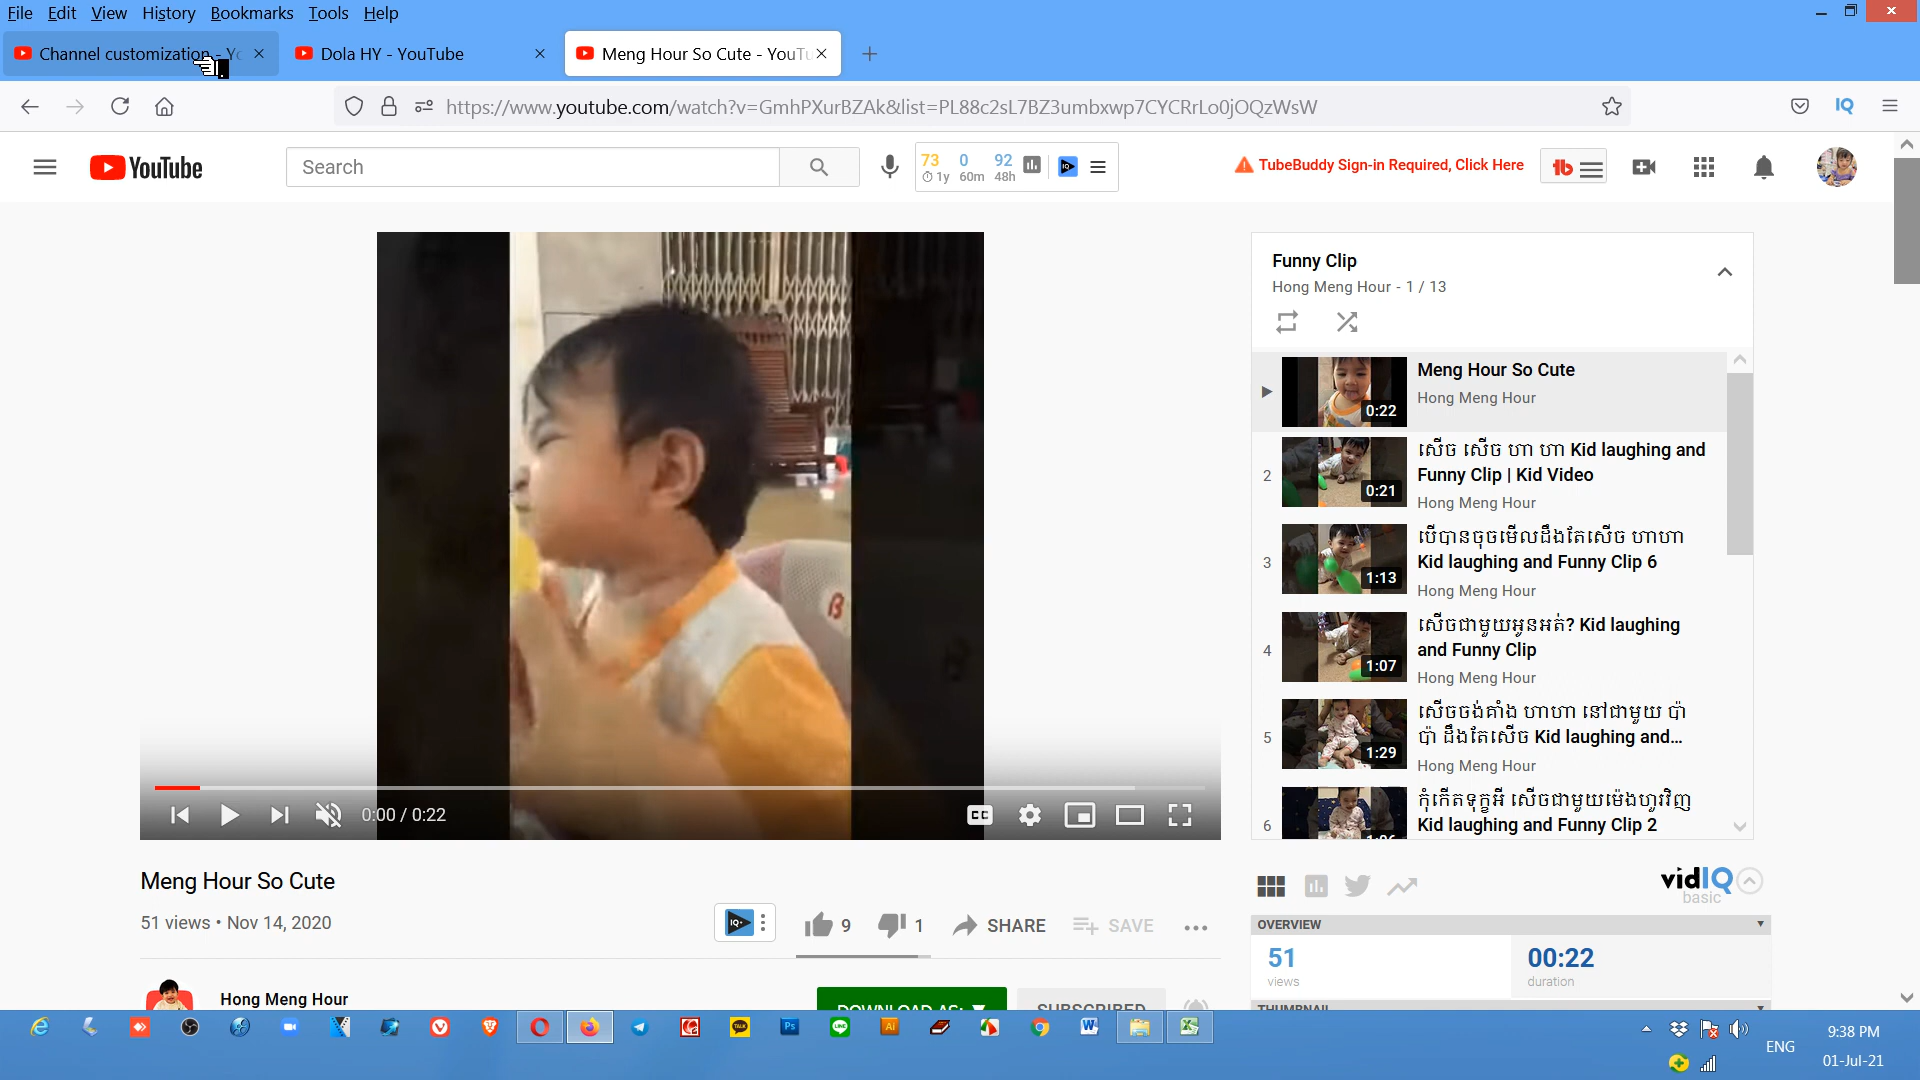 File Edit View History Bookmarks Tools Help
Channel customization - Yo
Dola HY - YouTube
Meng Hour So Cute - YouTu
https://www.youtube.com/watch?v=GmhPXurBZAk&list=PL88c2sL7BZ3umbxwp7CYCRrLo0jOQzWsW
YouTube
Search
73 0 92
1y 60m 48h
TubeBuddy Sign-in Required, Click Here
Funny Clip
Hong Meng Hour - 1 / 13
Meng Hour So Cute
Hong Meng Hour
0:22
2
សើច សើច ហា ហា Kid laughing and
Funny Clip | Kid Video
Hong Meng Hour
0:21
3
បើបានចុចមើលដឹងតែសើច ហាហា
Kid laughing and Funny Clip 6
Hong Meng Hour
1:13
4
សើចជាមួយអូនអត់? Kid laughing
and Funny Clip
Hong Meng Hour
1:07
5
សើចចង់គាំង ហាហា នៅជាមួយ ប៉ា
ប៉ា ដឹងតែសើច Kid laughing and...
Hong Meng Hour
1:29
6
កុំកើតទុក្ខអី សើចជាមួយម៉េងហួរវិញ
Kid laughing and Funny Clip 2
0:00 / 0:22
CC
Meng Hour So Cute
51 views • Nov 14, 2020
IQ+
9
1
SHARE
SAVE
Hong Meng Hour
DOWNLOAD AS:
SUBSCRIBED
vidIQ
basic
OVERVIEW
51
views
00:22
duration
THUMBNAIL
ENG
9:38 PM
01-Jul-21